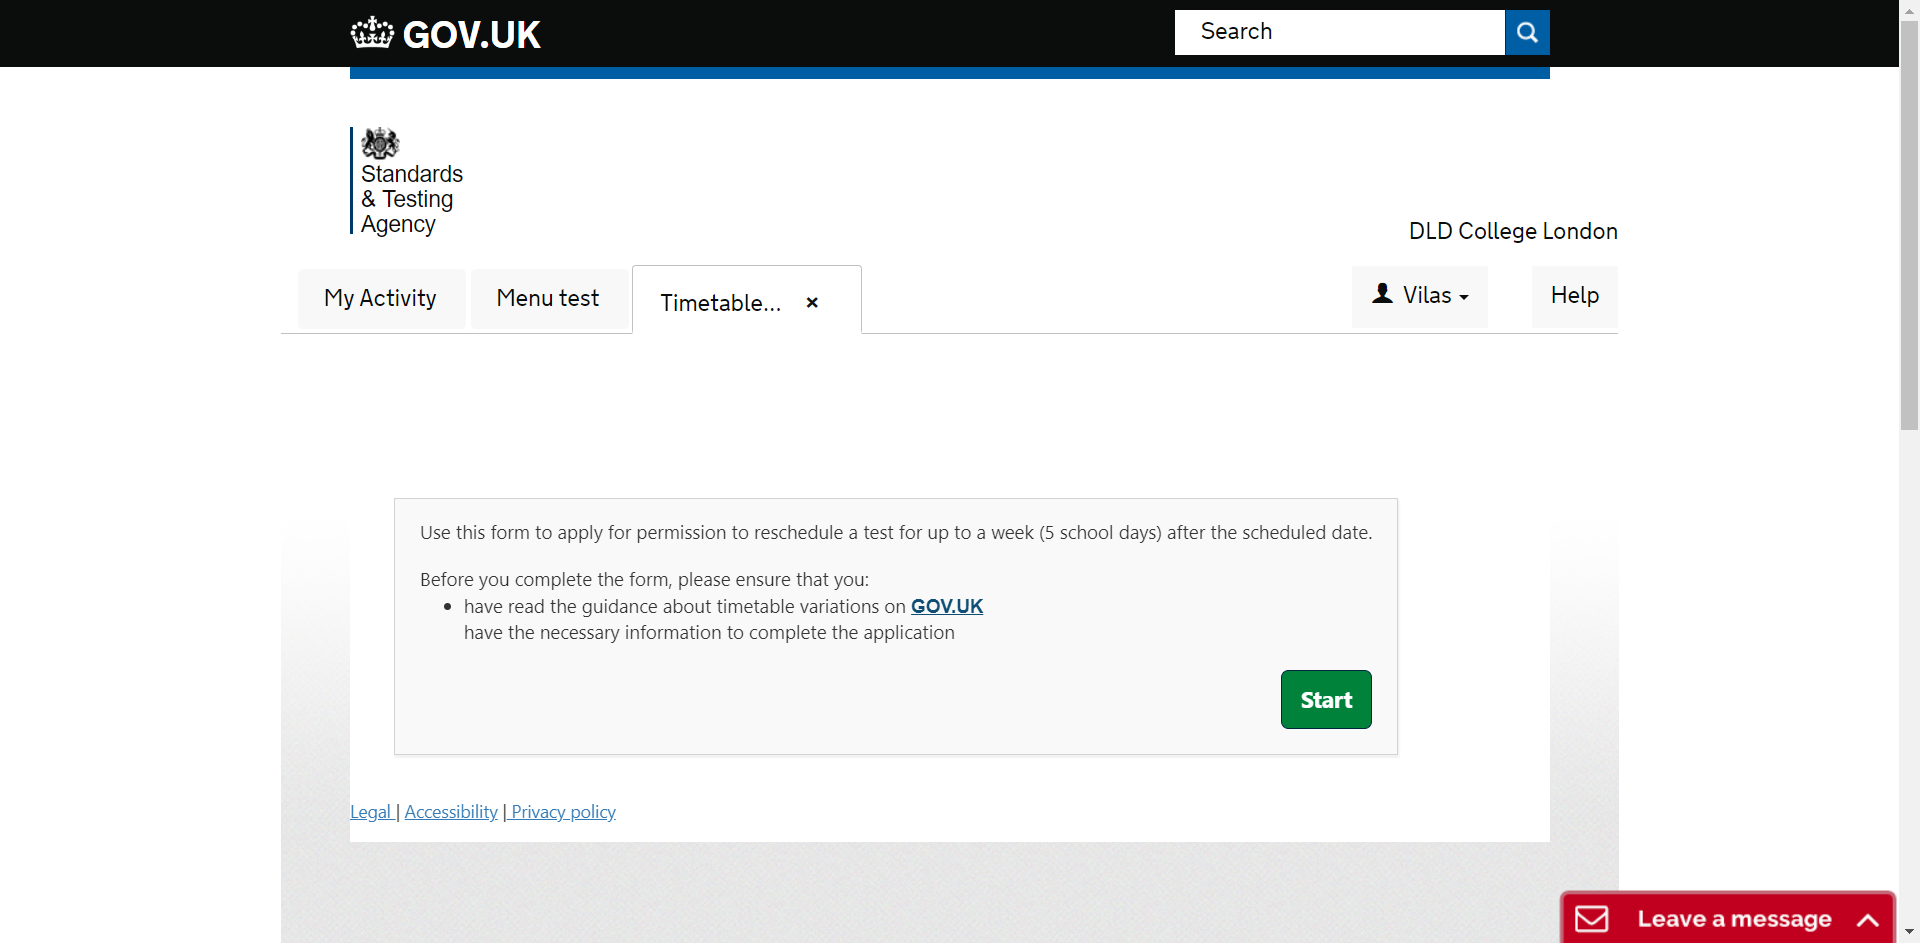 GOV.UK
Search
Standards
& Testing
Agency
DLD College London
My Activity
Menu test
Timetable... ×
Vilas
Help
Use this form to apply for permission to reschedule a test for up to a week (5 school days) after the scheduled date.
Before you complete the form, please ensure that you:
• have read the guidance about timetable variations on GOV.UK
have the necessary information to complete the application
Start
Legal | Accessibility | Privacy policy
Leave a message